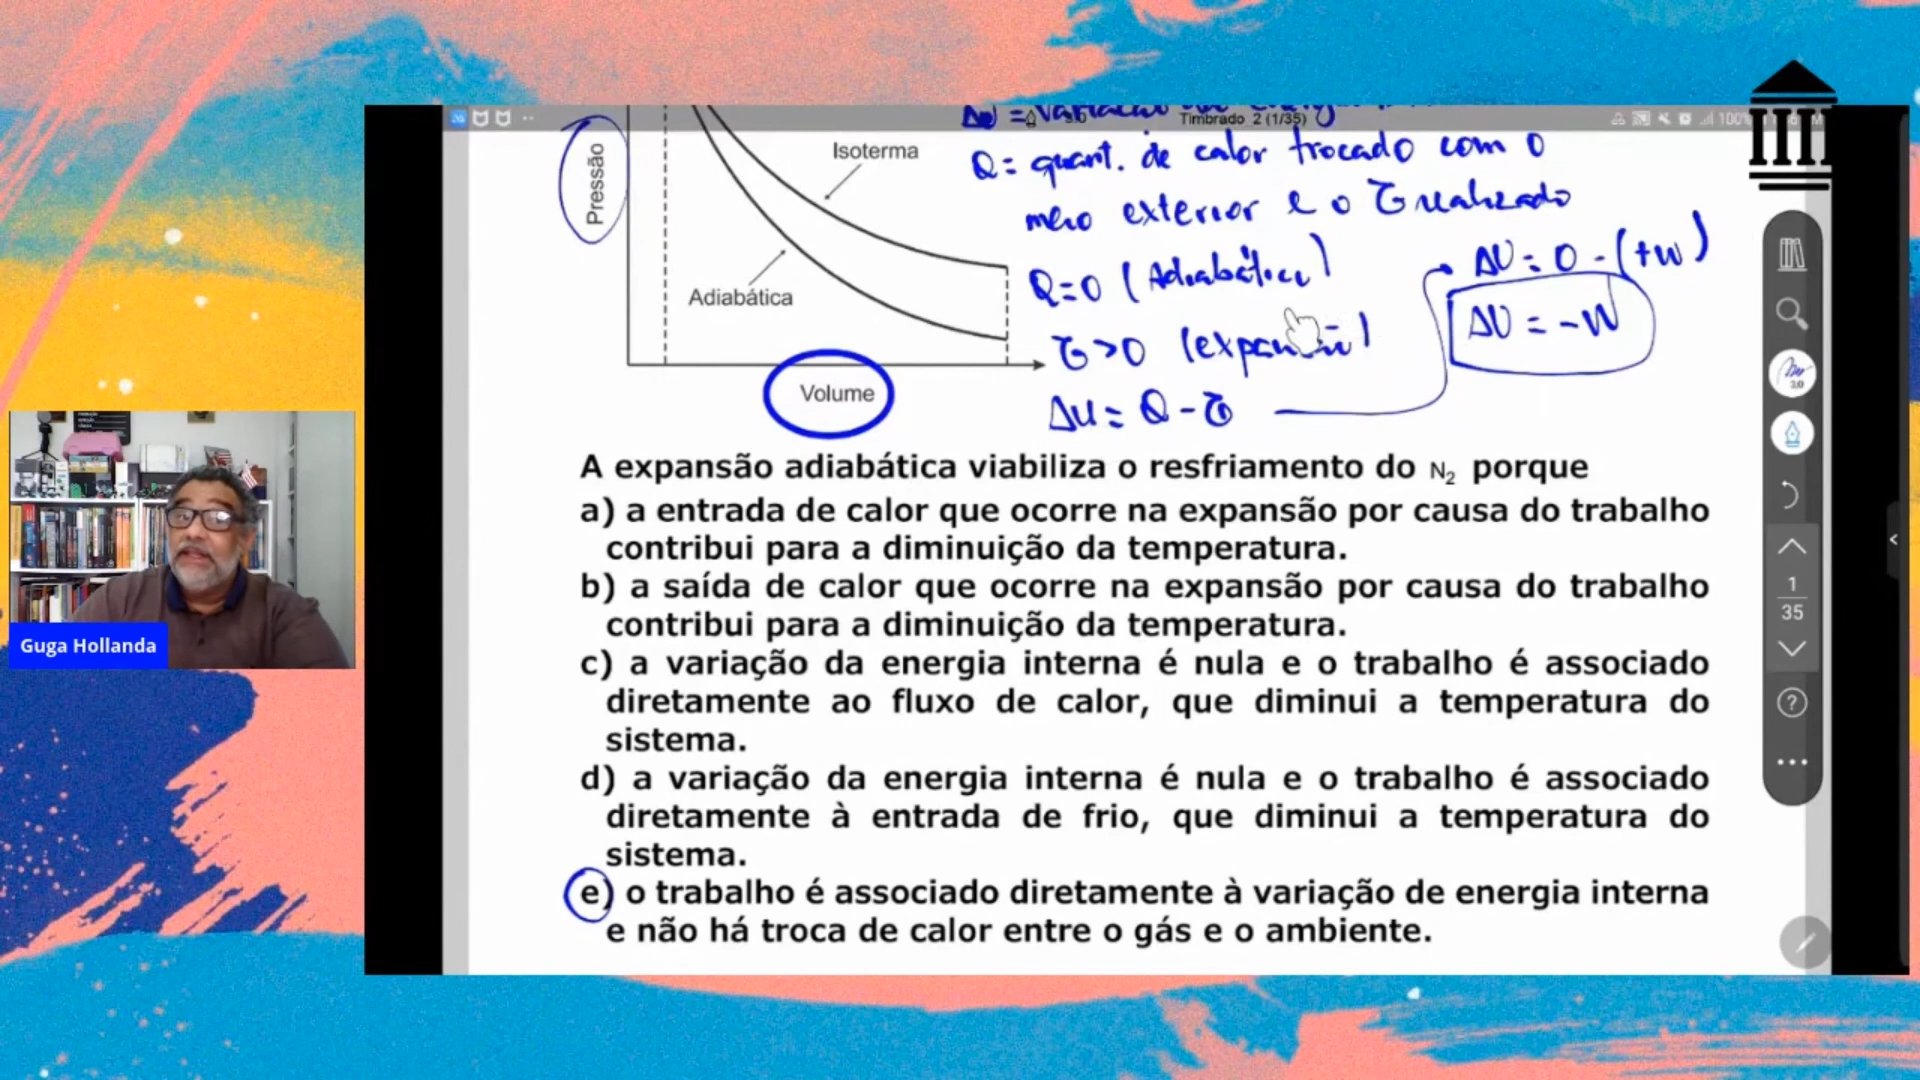 Timbrado 2 (1/35)
100%
Q = quant. de calor trocado com o
meio exterior e o τ realizado
Pressão
Isoterma
Adiabática
Volume
Q=0 (Adiabática)
τ>0 (expansão)
ΔU = Q - τ
ΔU = 0 - (+W)
ΔU = -W
A expansão adiabática viabiliza o resfriamento do N₂ porque
a) a entrada de calor que ocorre na expansão por causa do trabalho
contribui para a diminuição da temperatura.
b) a saída de calor que ocorre na expansão por causa do trabalho
contribui para a diminuição da temperatura.
c) a variação da energia interna é nula e o trabalho é associado
diretamente ao fluxo de calor, que diminui a temperatura do
sistema.
d) a variação da energia interna é nula e o trabalho é associado
diretamente à entrada de frio, que diminui a temperatura do
sistema.
e) o trabalho é associado diretamente à variação de energia interna
e não há troca de calor entre o gás e o ambiente.
Guga Hollanda
1
35